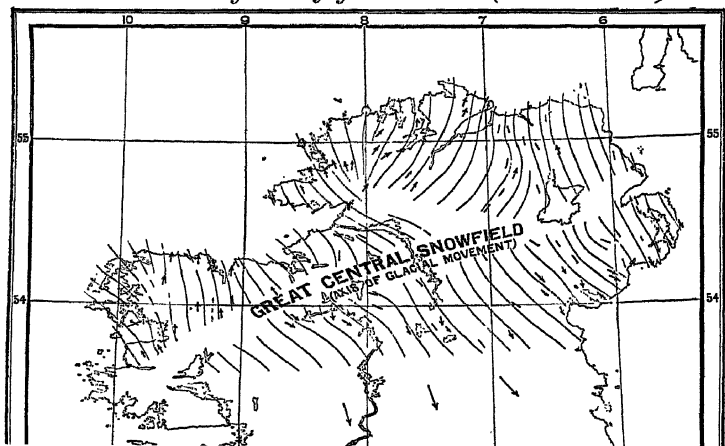 10 9 8 7 6
55 55
GREAT CENTRAL SNOWFIELD
(AXIS OF GLACIAL MOVEMENT)
54 54